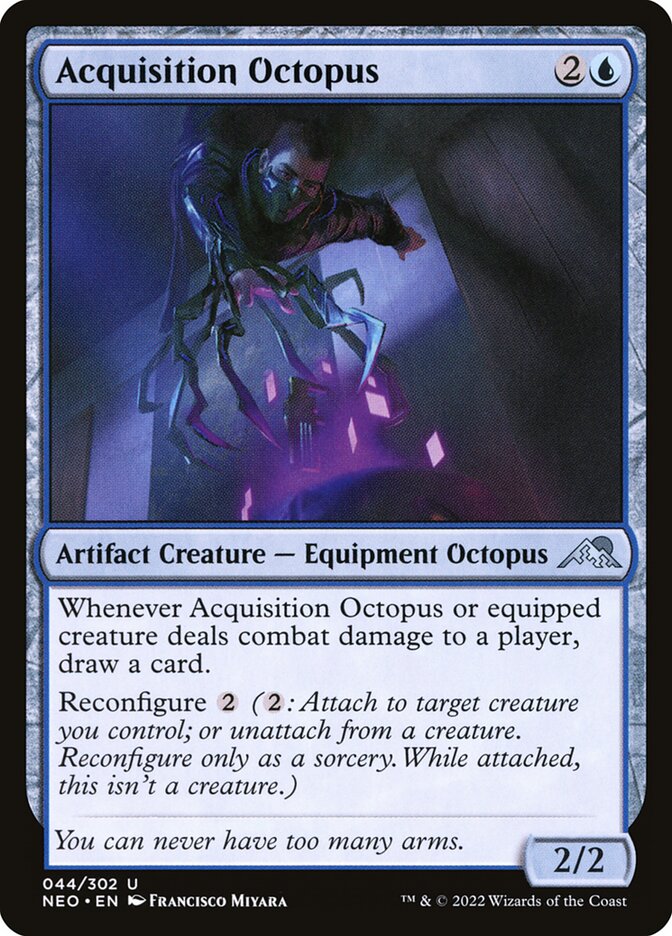 Acquisition Octopus 2
Artifact Creature — Equipment Octopus
Whenever Acquisition Octopus or equipped
creature deals combat damage to a player,
draw a card.
Reconfigure 2 (2: Attach to target creature
you control; or unattach from a creature.
Reconfigure only as a sorcery. While attached,
this isn't a creature.)
You can never have too many arms.
2/2
044/302 U
NEO • EN Francisco Miyara
™ & © 2022 Wizards of the Coast